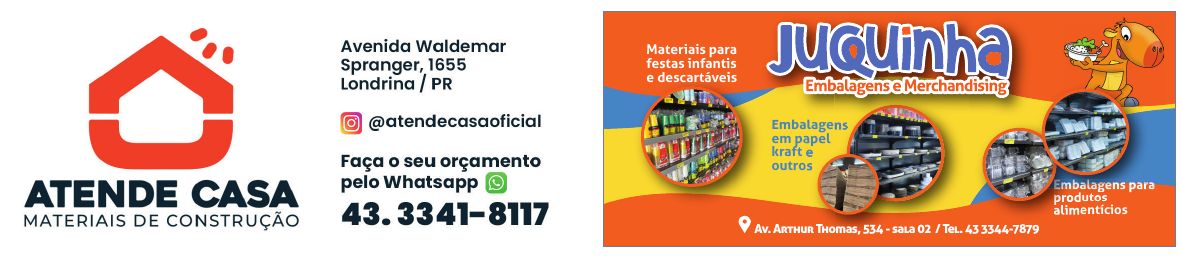 ATENDE CASA
MATERIAIS DE CONSTRUÇÃO
Avenida Waldemar
Spranger, 1655
Londrina / PR
@atendecasaoficial
Faça o seu orçamento
pelo Whatsapp
43. 3341-8117
Materiais para
festas infantis
e descartáveis
Juquinha
Embalagens e Merchandising
Embalagens
em papel
kraft e
outros
Embalagens para
produtos
alimentícios
Av. Arthur Thomas, 534 - sala 02 / Tel. 43 3344-7879